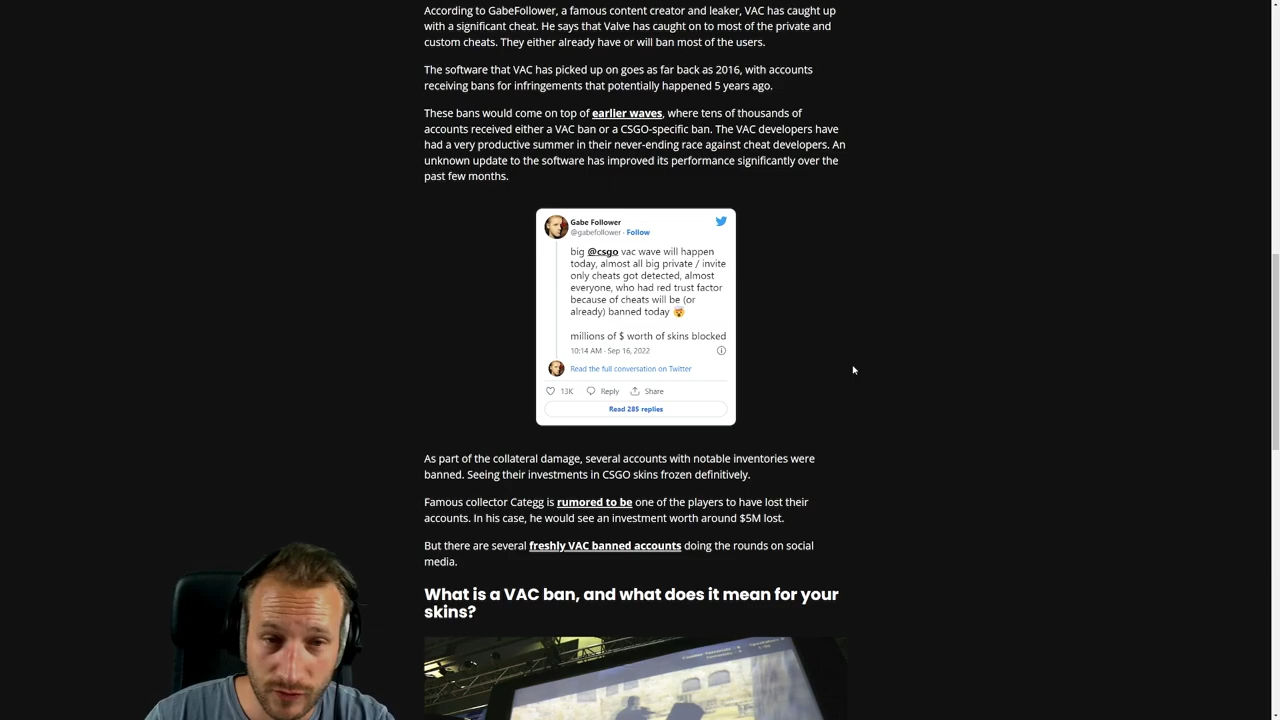 According to GabeFollower, a famous content creator and leaker, VAC has caught up
with a significant cheat. He says that Valve has caught on to most of the private and
custom cheats. They either already have or will ban most of the users.
The software that VAC has picked up on goes as far back as 2016, with accounts
receiving bans for infringements that potentially happened 5 years ago.
These bans would come on top of earlier waves, where tens of thousands of
accounts received either a VAC ban or a CSGO-specific ban. The VAC developers have
had a very productive summer in their never-ending race against cheat developers. An
unknown update to the software has improved its performance significantly over the
past few months.
Gabe Follower
@gabefollower · Follow
big @csgo vac wave will happen
today, almost all big private / invite
only cheats got detected, almost
everyone, who had red trust factor
because of cheats will be (or
already) banned today 🤯
millions of $ worth of skins blocked
10:14 AM · Sep 16, 2022
Read the full conversation on Twitter
13K Reply Share
Read 285 replies
As part of the collateral damage, several accounts with notable inventories were
banned. Seeing their investments in CSGO skins frozen definitively.
Famous collector Categg is rumored to be one of the players to have lost their
accounts. In his case, he would see an investment worth around $5M lost.
But there are several freshly VAC banned accounts doing the rounds on social
media.
What is a VAC ban, and what does it mean for your
skins?